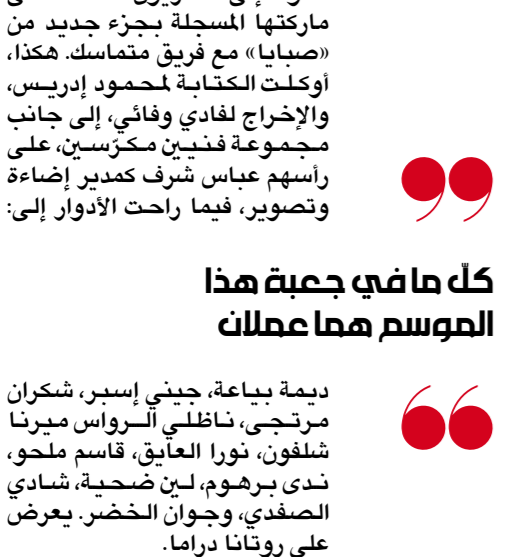 ماركتها المسجلة بجزء جديد من
«صبايا» مع فريق متماسك. هكذا،
أوكلت الكتابة لمحمود إدريس،
والإخراج لفادي وفائي، إلى جانب
مجموعة فنيين مكرّسين، على
رأسهم عباس شرف كمدير إضاءة
وتصوير، فيما راحت الأدوار إلى:
كلّ ما في جعبة هذا
الموسم هما عملان
ديمة بياعة، جيني إسبر، شكران
مرتجى، ناظلي الرواس ميرنا
شلفون، نورا العايق، قاسم ملحو،
ندى برهوم، لين ضحية، شادي
الصفدي، وجوان الخضر. يعرض
على روتانا دراما.